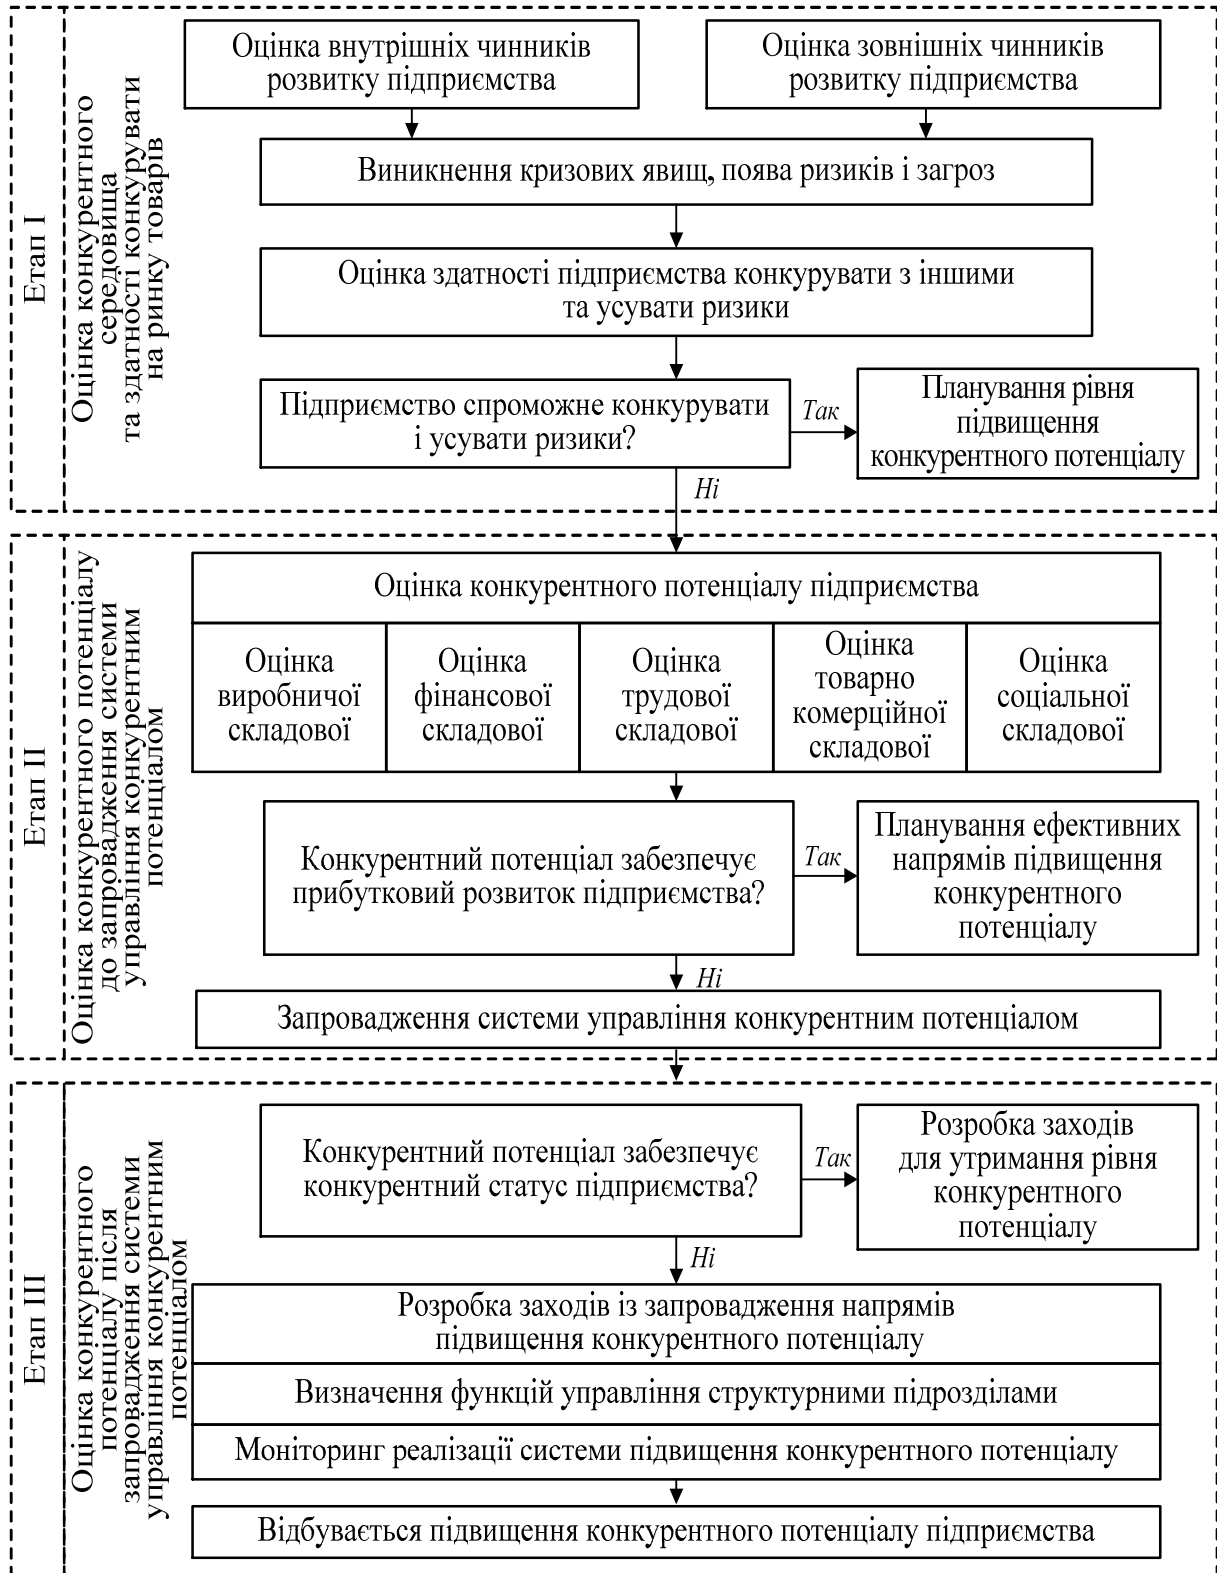 Етап I
Оцінка конкурентного
середовища
та здатності конкурувати
на ринку товарів
Оцінка внутрішніх чинників
розвитку підприємства
Оцінка зовнішніх чинників
розвитку підприємства
Виникнення кризових явищ, поява ризиків і загроз
Оцінка здатності підприємства конкурувати з іншими
та усувати ризики
Підприємство спроможне конкурувати
і усувати ризики?
Так
Планування рівня
підвищення
конкурентного потенціалу
Ні
Етап II
Оцінка конкурентного потенціалу
до запровадження системи
управління конкурентним
потенціалом
Оцінка конкурентного потенціалу підприємства
Оцінка
виробничої
складової
Оцінка
фінансової
складової
Оцінка
трудової
складової
Оцінка
товарно
комерційної
складової
Оцінка
соціальної
складової
Конкурентний потенціал забезпечує
прибутковий розвиток підприємства?
Так
Планування ефективних
напрямів підвищення
конкурентного
потенціалу
Ні
Запровадження системи управління конкурентним потенціалом
Етап III
Оцінка конкурентного
потенціалу після
запровадження системи
управління конкурентним
потенціалом
Конкурентний потенціал забезпечує
конкурентний статус підприємства?
Так
Розробка заходів
для утримання рівня
конкурентного
потенціалу
Ні
Розробка заходів із запровадження напрямів
підвищення конкурентного потенціалу
Визначення функцій управління структурними підрозділами
Моніторинг реалізації системи підвищення конкурентного потенціалу
Відбувається підвищення конкурентного потенціалу підприємства